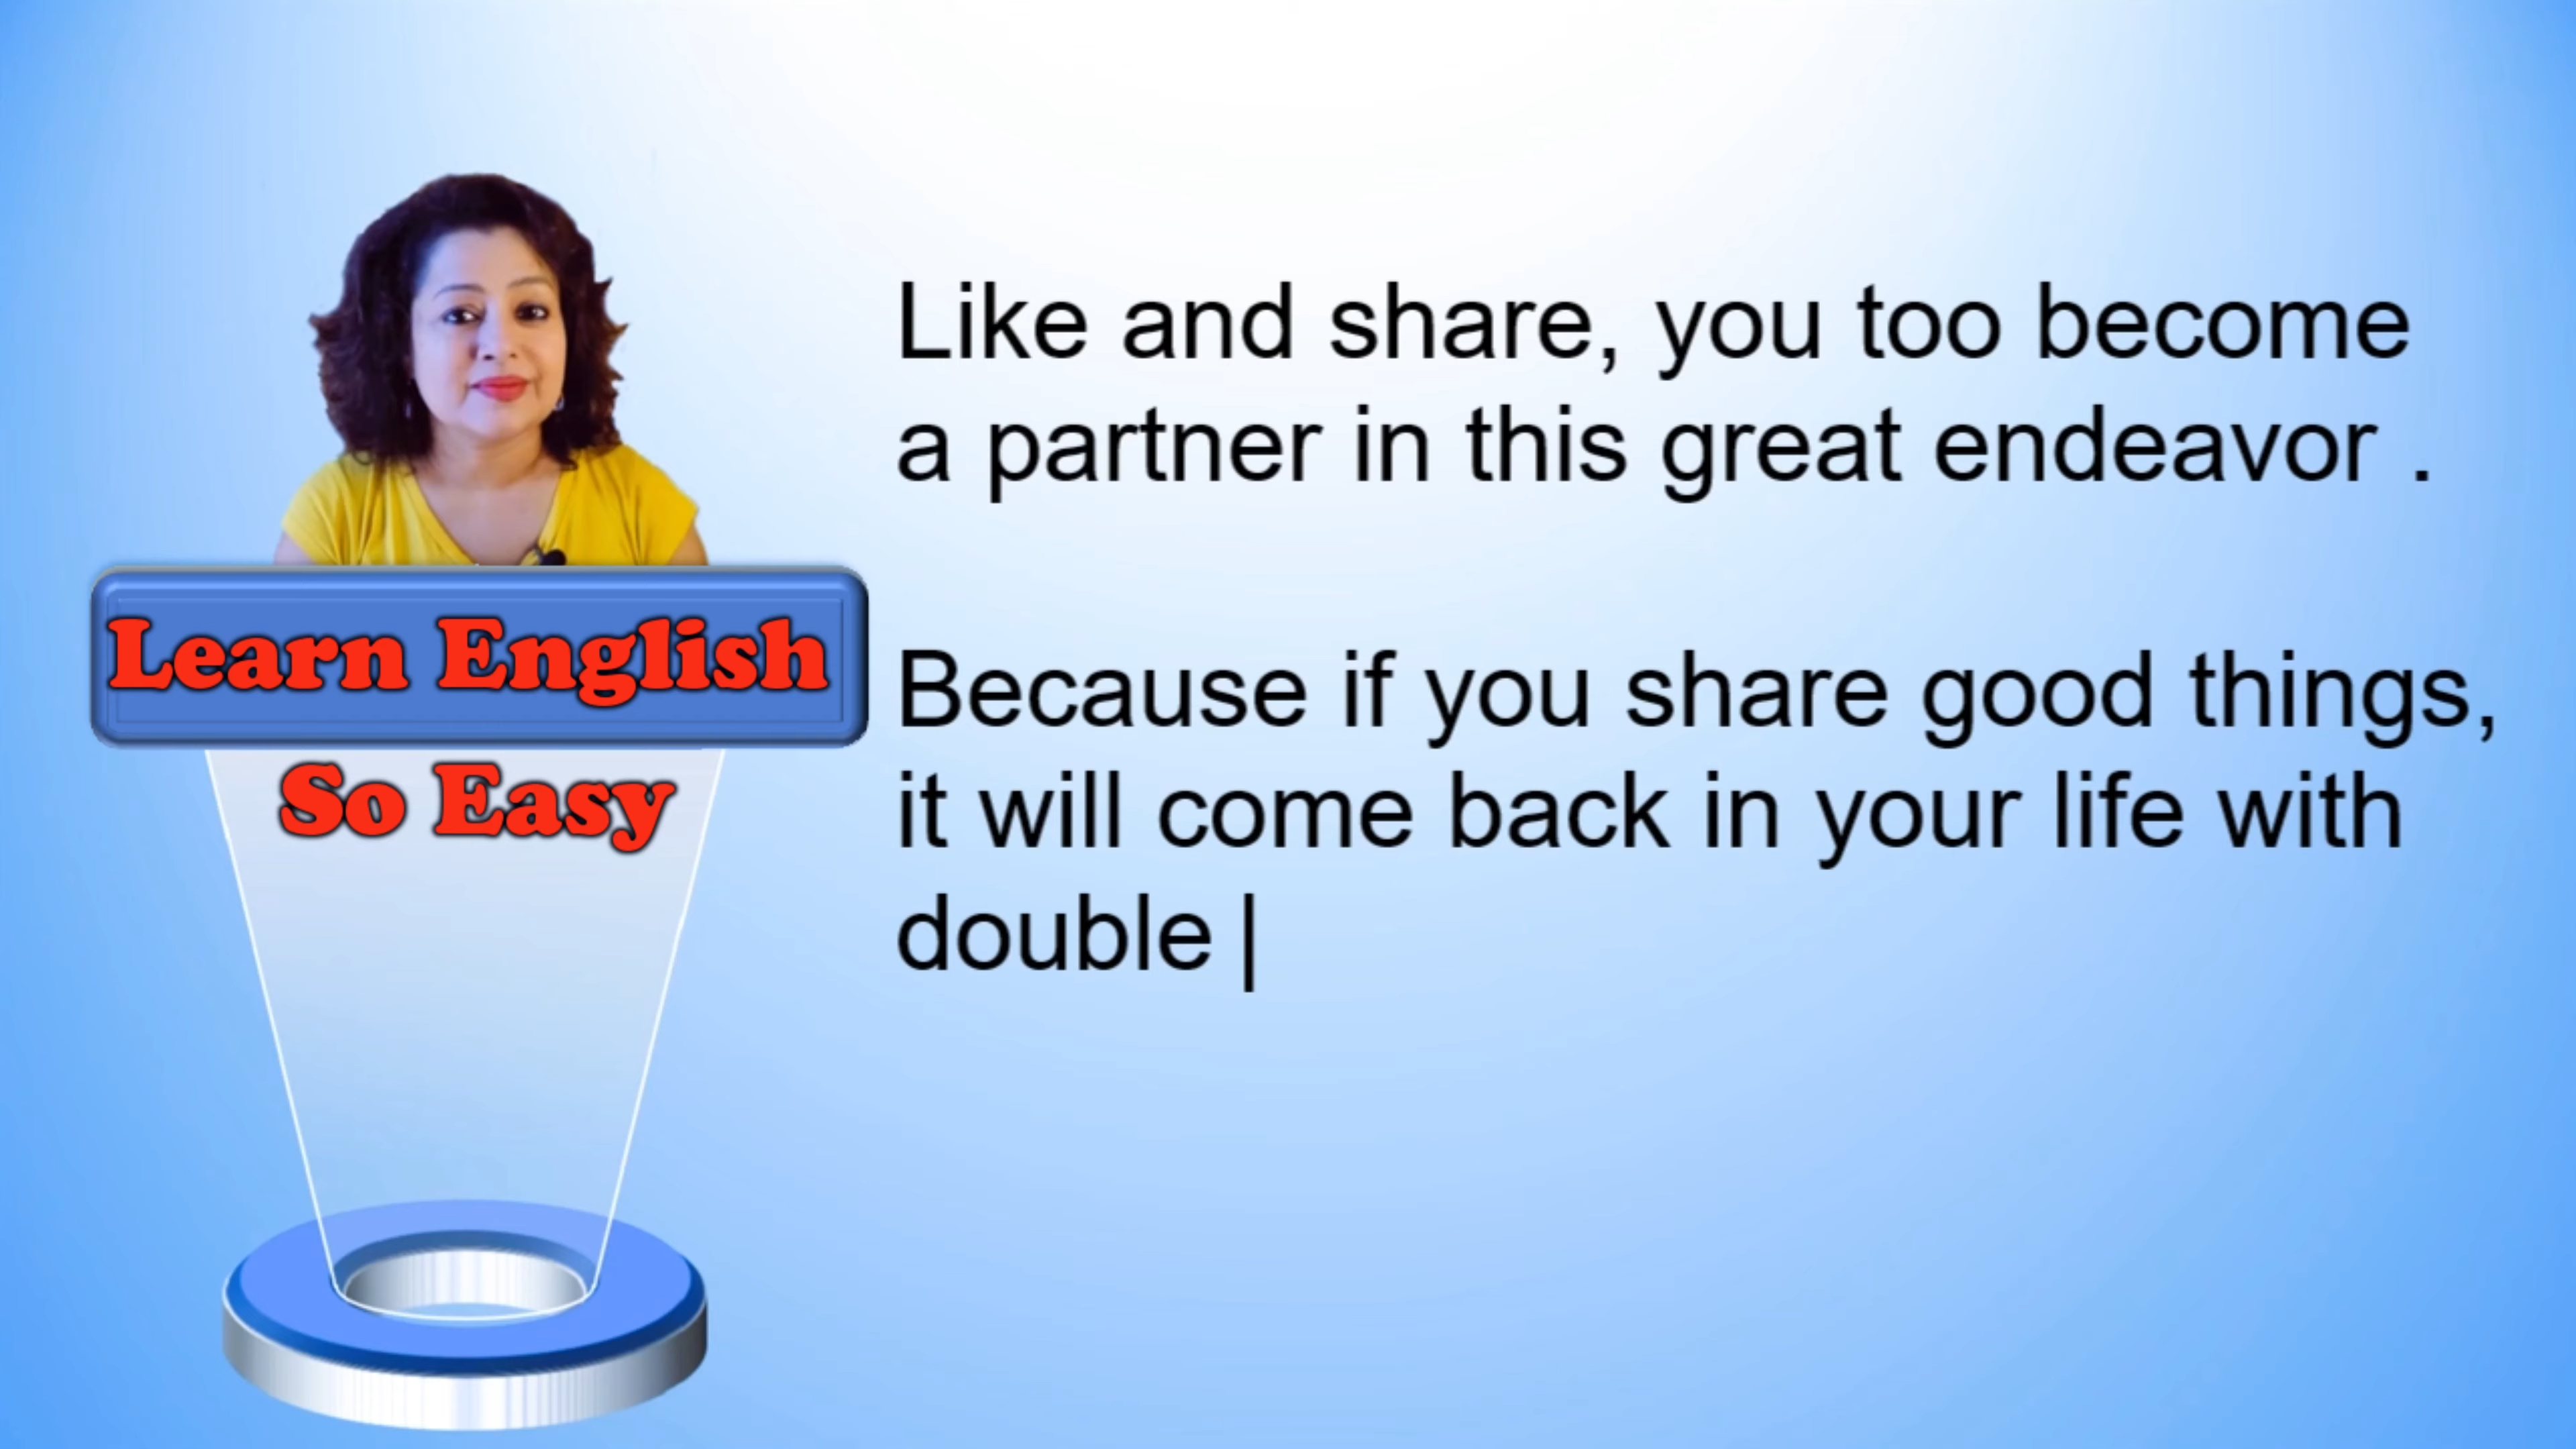 Learn English
So Easy
Like and share, you too become
a partner in this great endeavor .
Because if you share good things,
it will come back in your life with
double |